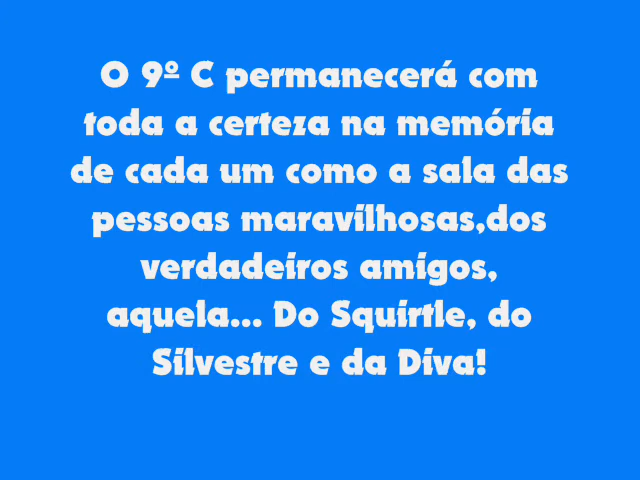 O 9º C permanecerá com
toda a certeza na memória
de cada um como a sala das
pessoas maravilhosas,dos
verdadeiros amigos,
aquela... Do Squirtle, do
Silvestre e da Diva!